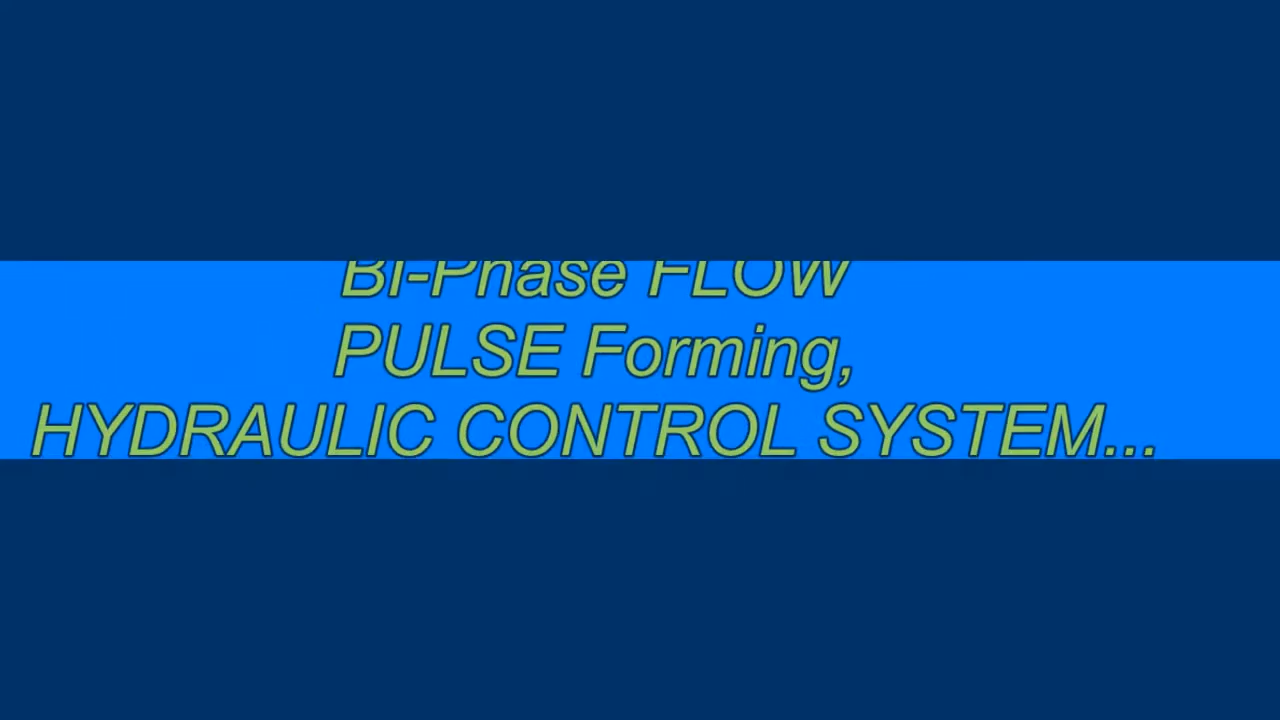 BI-Phase FLOW
PULSE Forming,
HYDRAULIC CONTROL SYSTEM...